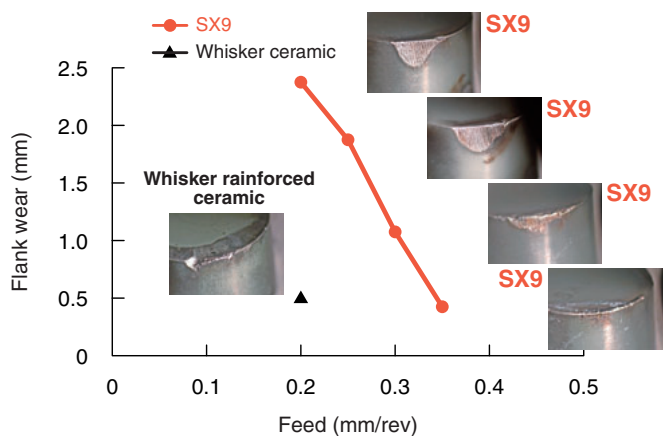 SX9
Whisker ceramic
SX9
2.5
2.0
SX9
1.5
Whisker rainforced
ceramic
SX9
1.0
SX9
0.5
0
Flank wear (mm)
0
0.1
0.2
0.3
0.4
0.5
Feed (mm/rev)